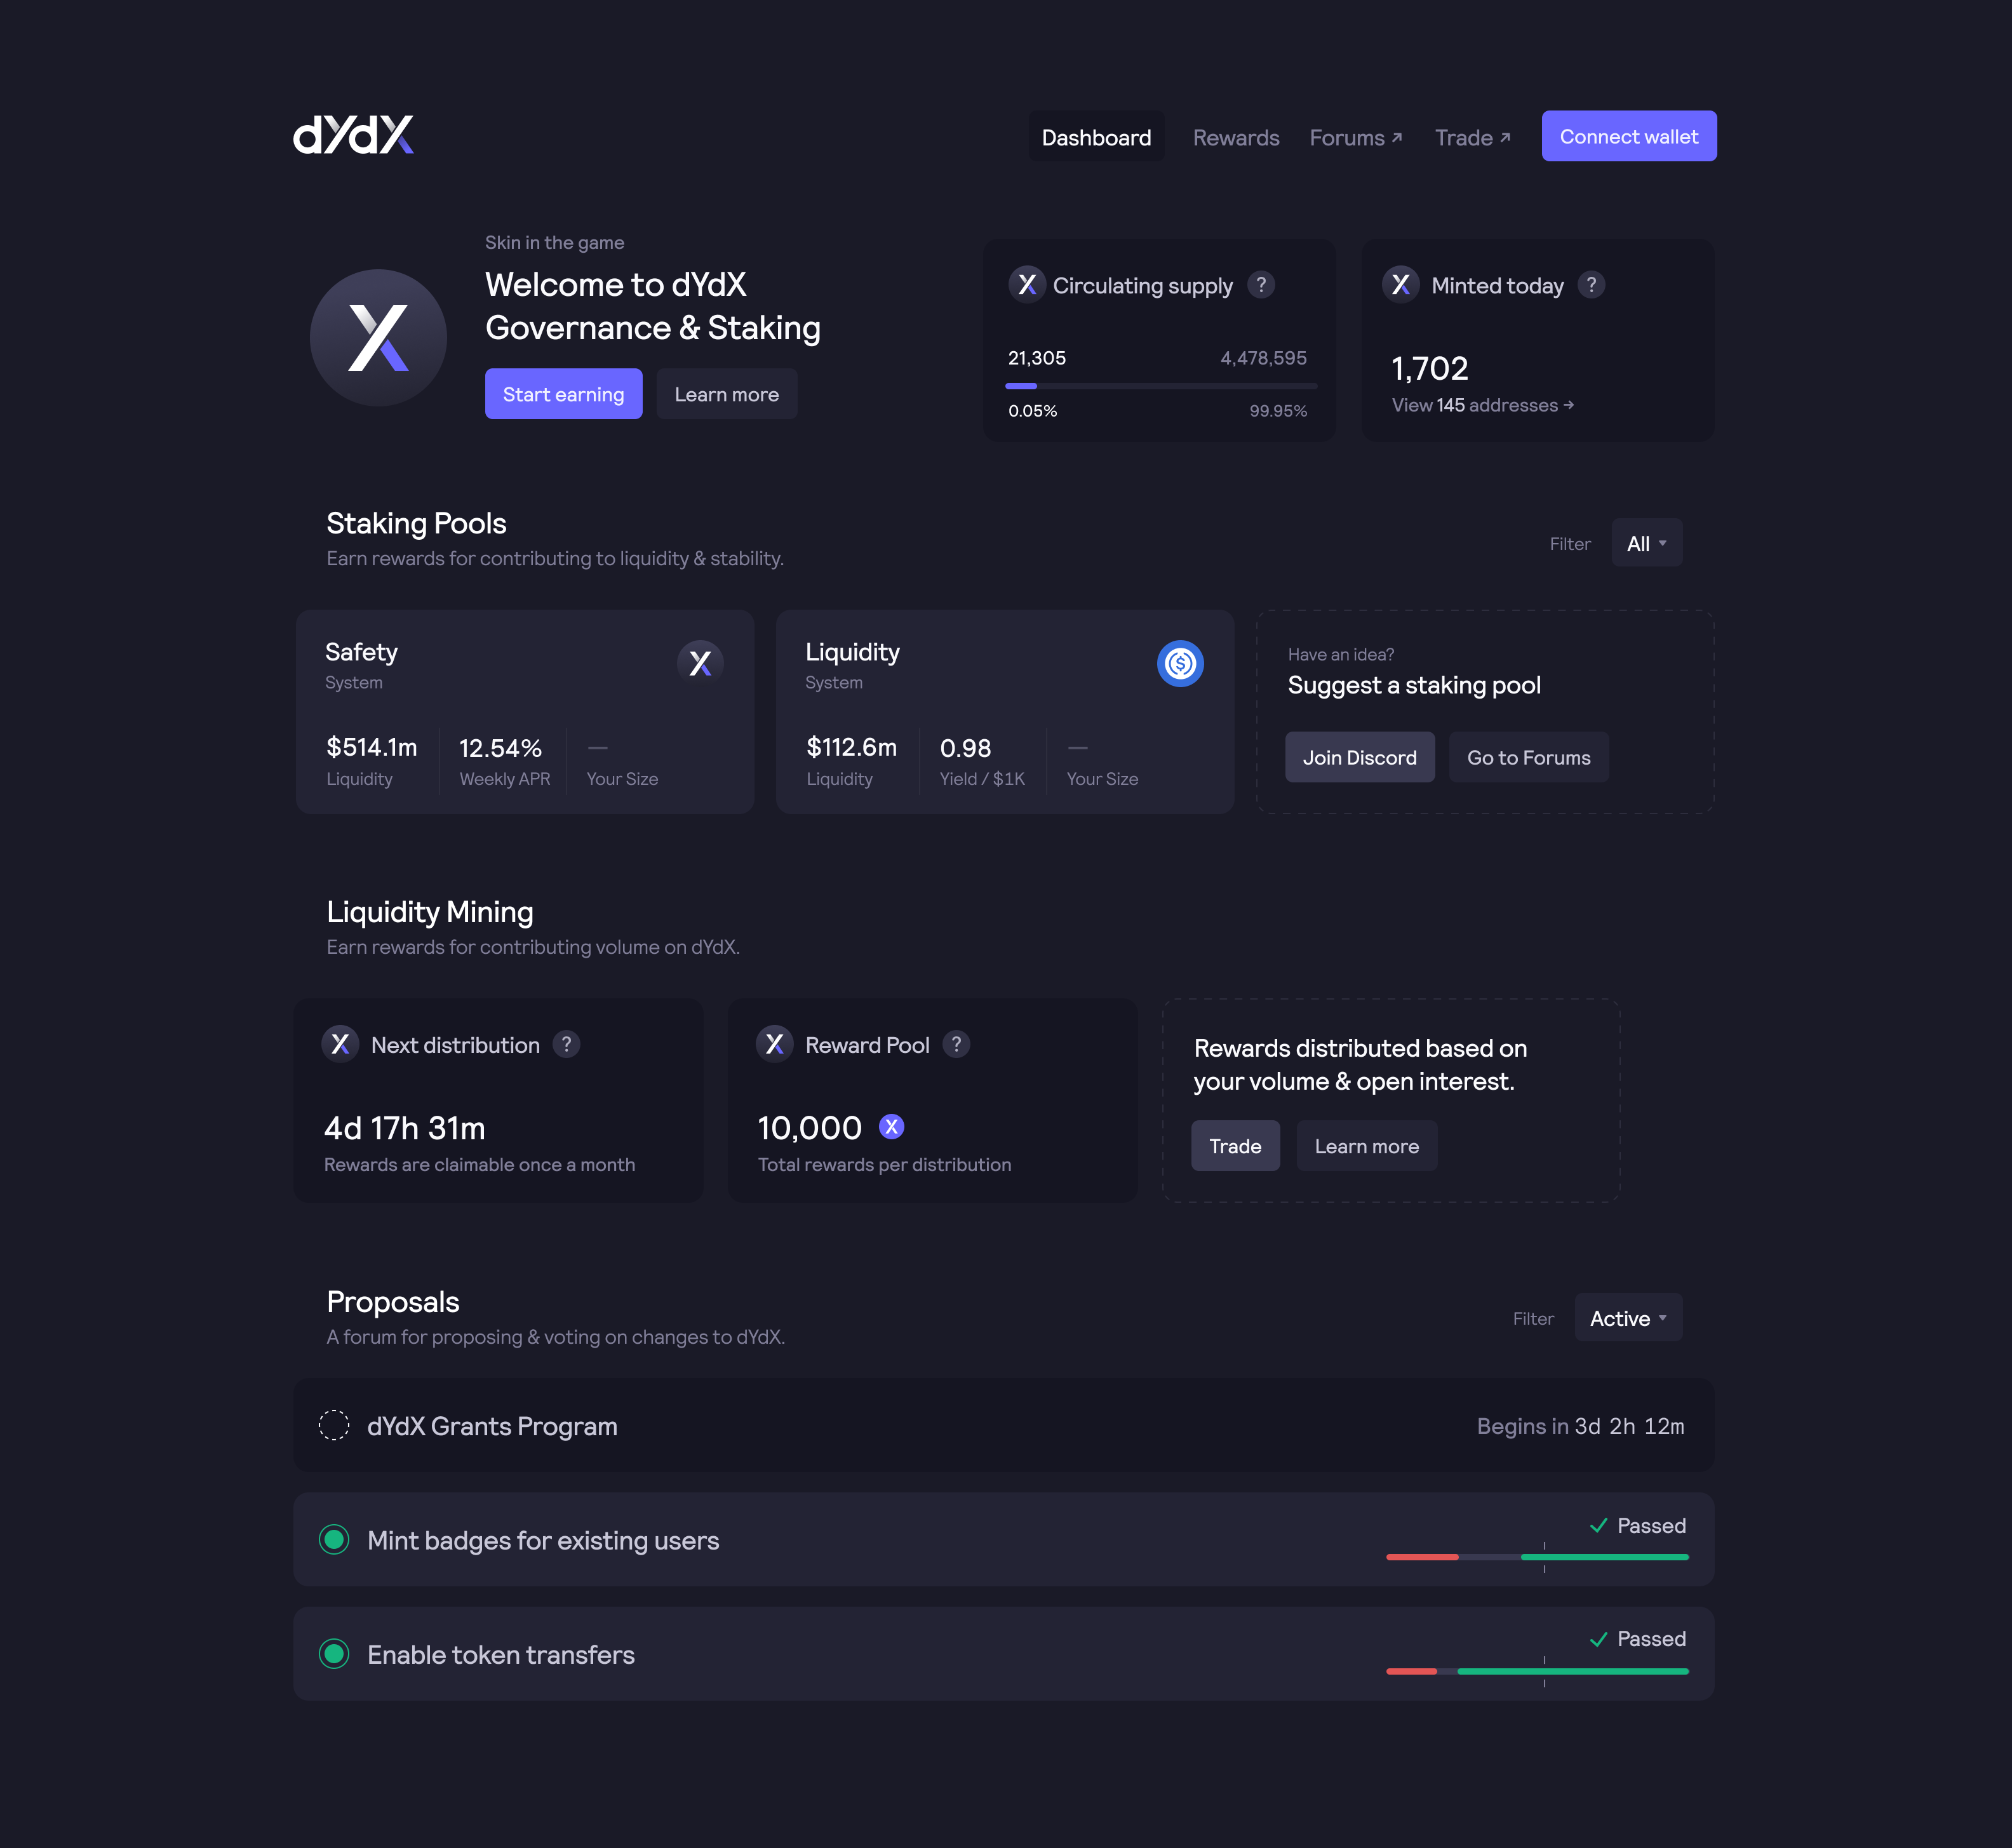 dYdX
Dashboard
Rewards
Forums ↗
Trade ↗
Connect wallet
Skin in the game
Welcome to dYdX
Governance & Staking
Start earning
Learn more
Circulating supply ?
21,305
4,478,595
0.05%
99.95%
Minted today ?
1,702
View 145 addresses →
Staking Pools
Earn rewards for contributing to liquidity & stability.
Filter
All
Safety
System
$514.1m
Liquidity
12.54%
Weekly APR
—
Your Size
Liquidity
System
$112.6m
Liquidity
0.98
Yield / $1K
—
Your Size
Have an idea?
Suggest a staking pool
Join Discord
Go to Forums
Liquidity Mining
Earn rewards for contributing volume on dYdX.
Next distribution ?
4d 17h 31m
Rewards are claimable once a month
Reward Pool ?
10,000
Total rewards per distribution
Rewards distributed based on
your volume & open interest.
Trade
Learn more
Proposals
A forum for proposing & voting on changes to dYdX.
Filter
Active
dYdX Grants Program
Begins in 3d 2h 12m
Mint badges for existing users
Passed
Enable token transfers
Passed